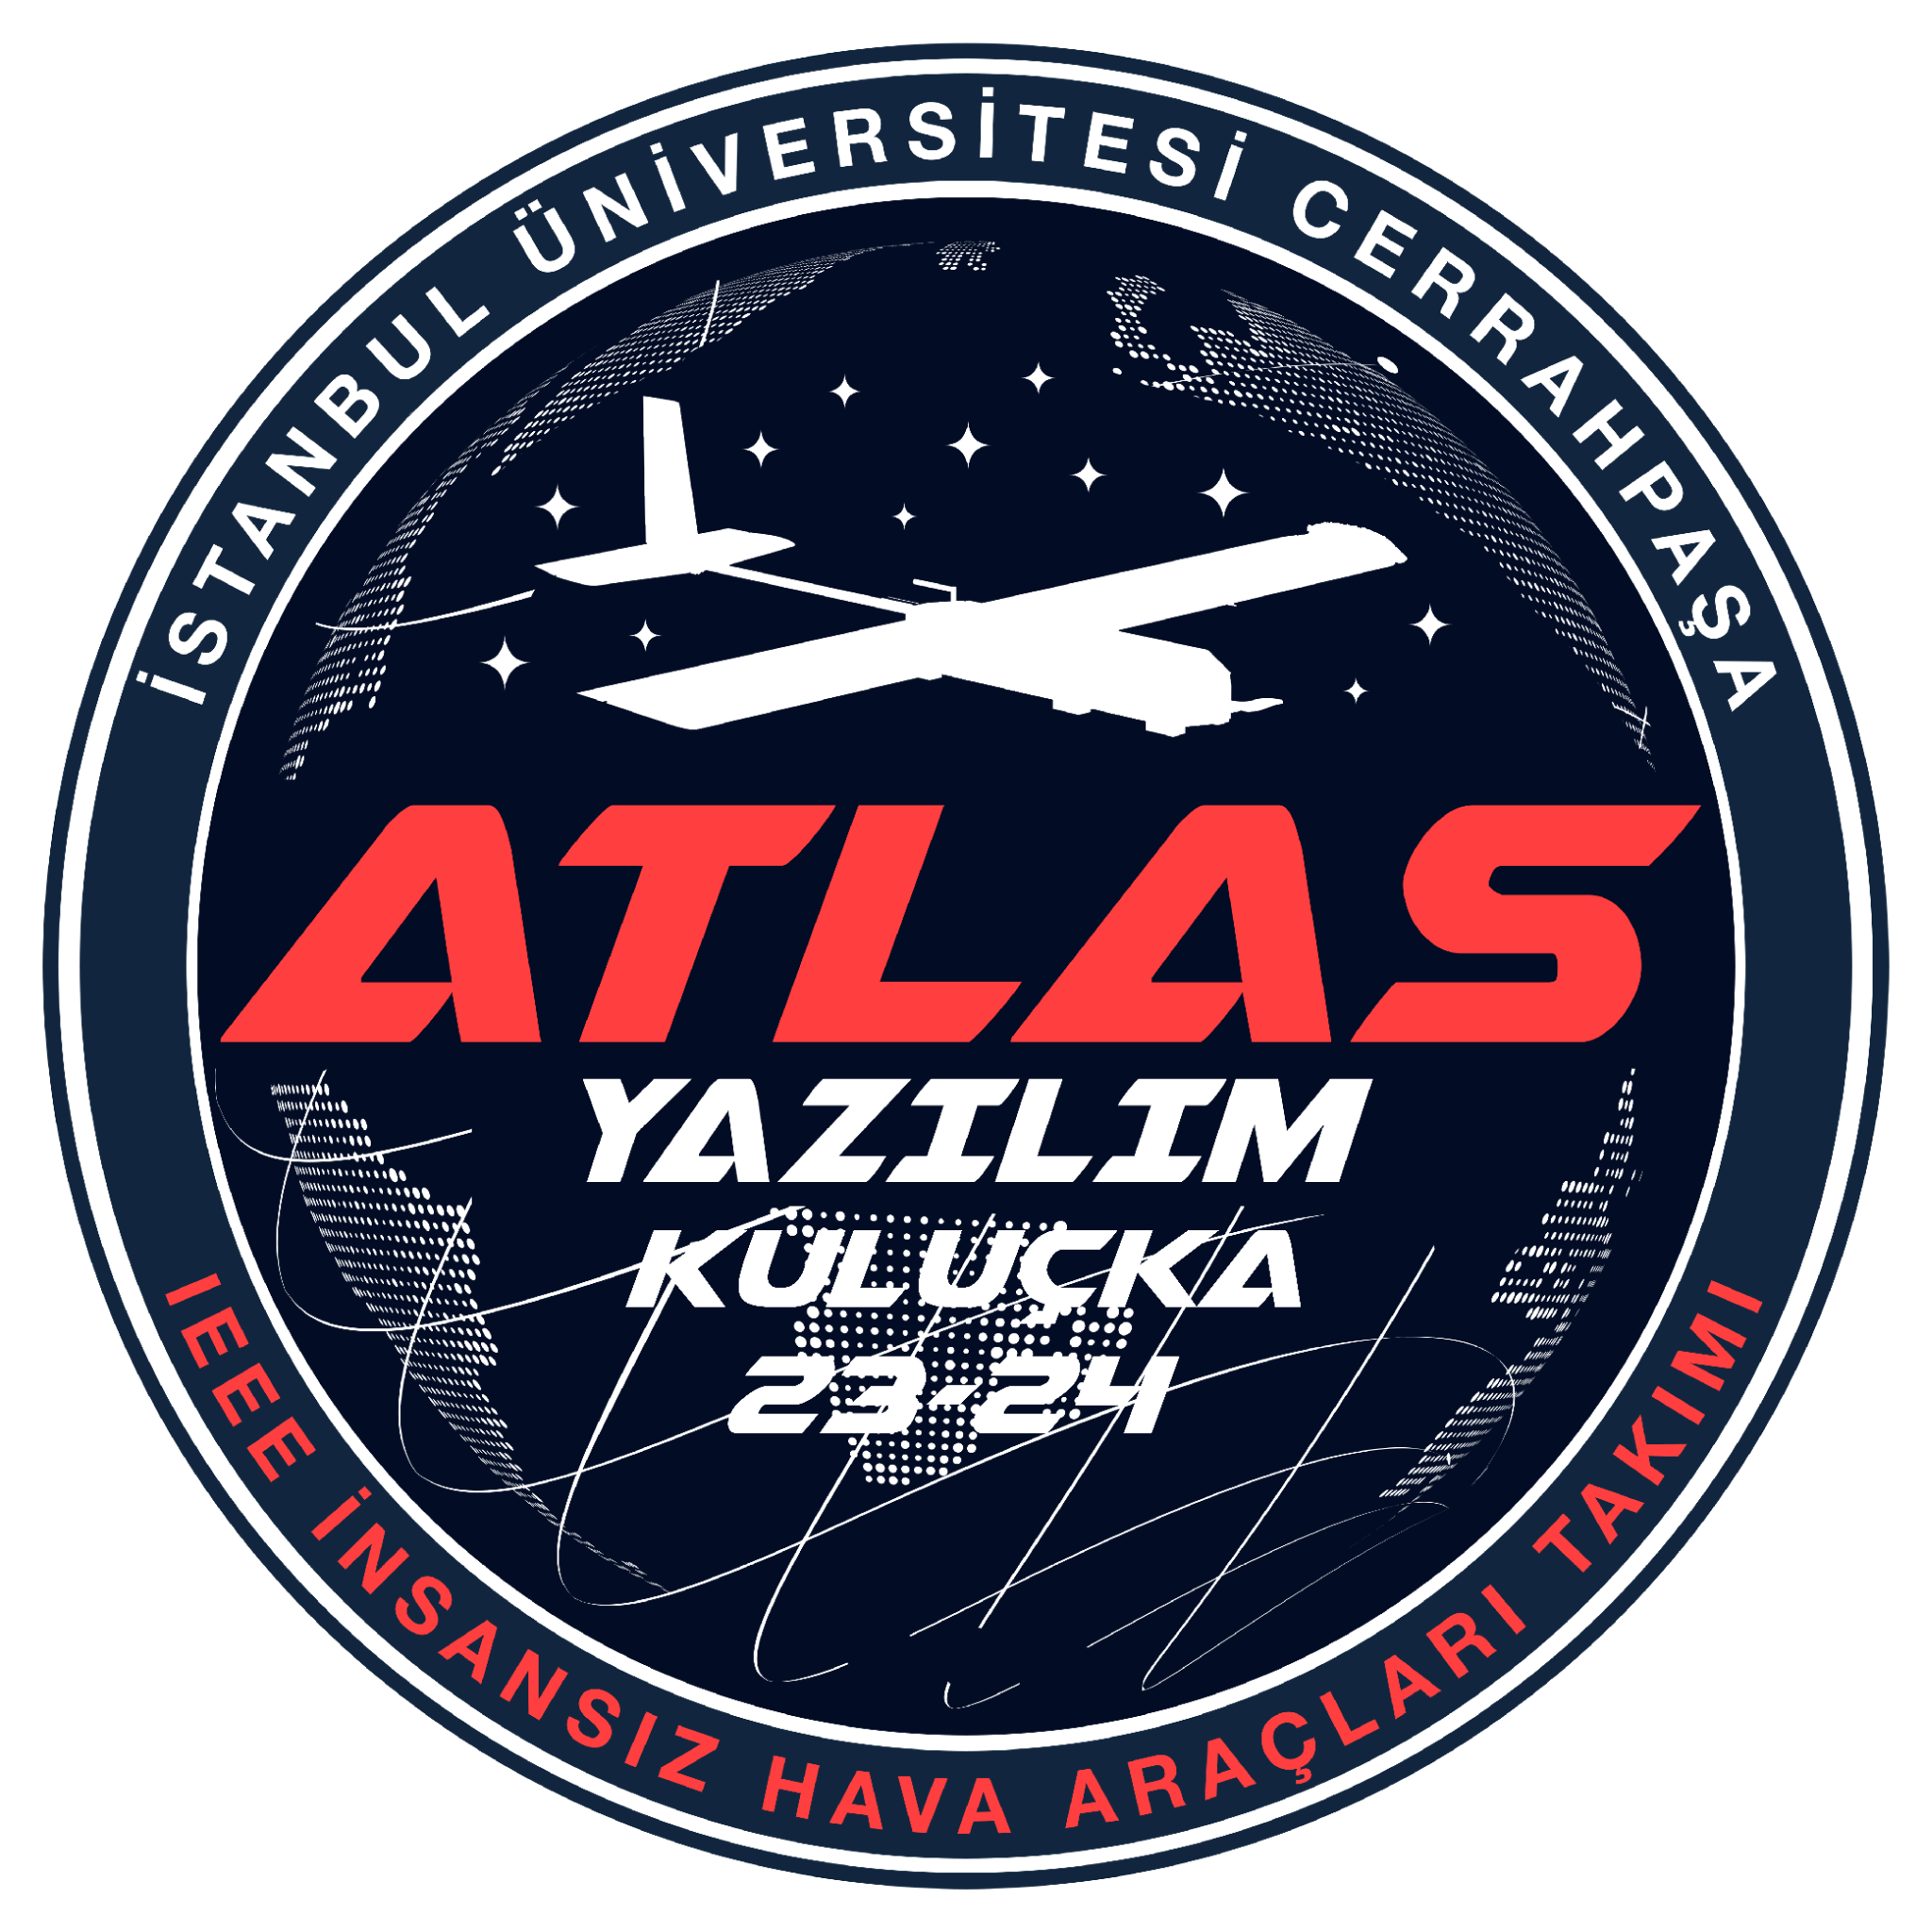 İSTANBUL ÜNİVERSİTESİ CERRAHPAŞA
ATLAS
YAZILIM
KULUÇKA
23-24
IEEE İNSANSIZ HAVA ARAÇLARI TAKIMI